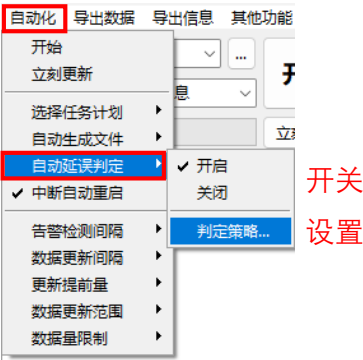 自动化 导出数据 导出信息 其他功能
开始
立刻更新
...
息
选择任务计划
自动生成文件
自动延误判定
开启
开关
中断自动重启
关闭
告警检测间隔
判定策略...
设置
数据更新间隔
更新提前量
数据更新范围
数据量限制